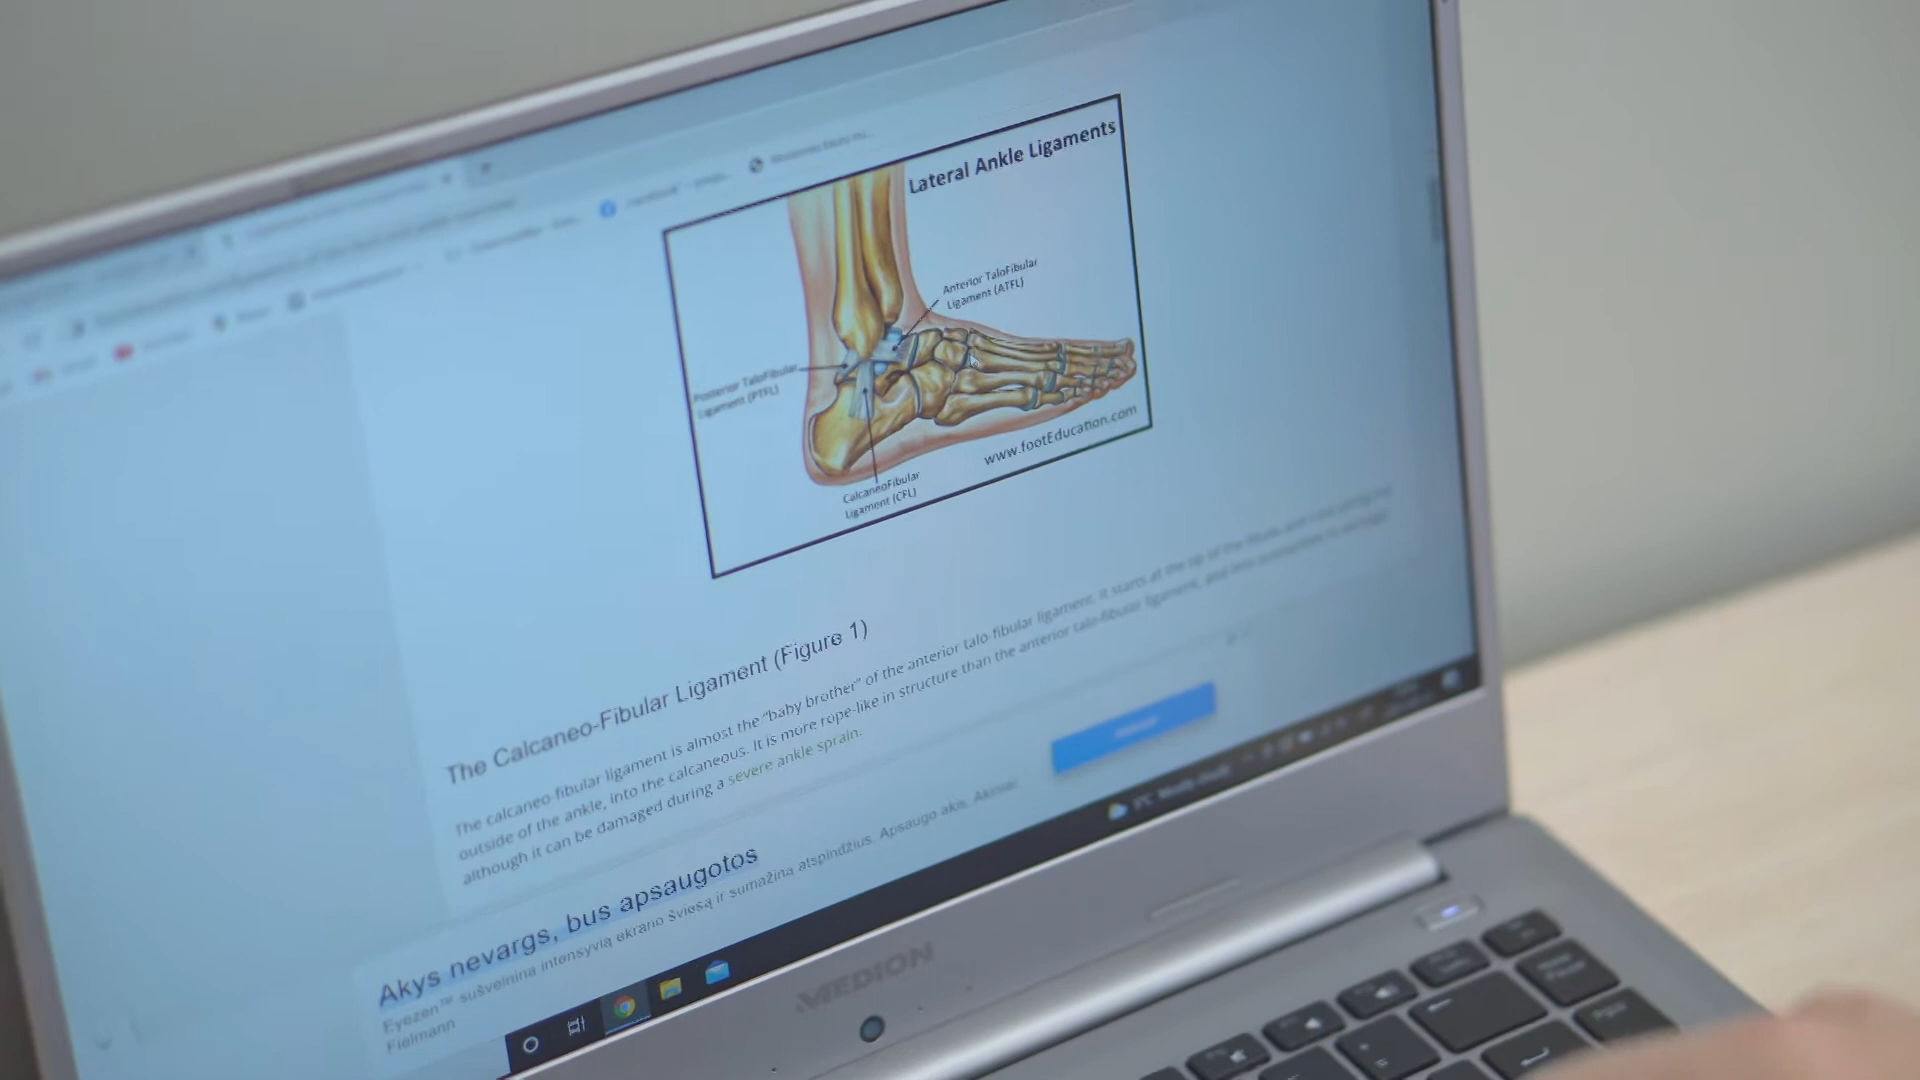 Lateral Ankle Ligaments
Anterior TaloFibular
Ligament (ATFL)
Posterior TaloFibular
Ligament (PTFL)
CalcaneoFibular
Ligament (CFL)
www.footEducation.com
The Calcaneo-Fibular Ligament (Figure 1)
The calcaneo-fibular ligament is almost the "baby brother" of the anterior talo-fibular ligament. It starts at the tip of the fibula and runs along the
outside of the ankle, into the calcaneous. It is more rope-like in structure than the anterior talo-fibular ligament, and less susceptible to damage
although it can be damaged during a severe ankle sprain.
Akys nevargs, bus apsaugotos
Eyezen™ sušvelnina intensyvią ekrano šviesą ir sumažina atspindžius. Apsaugo akis. Akiniai
Fielmann
MEDION